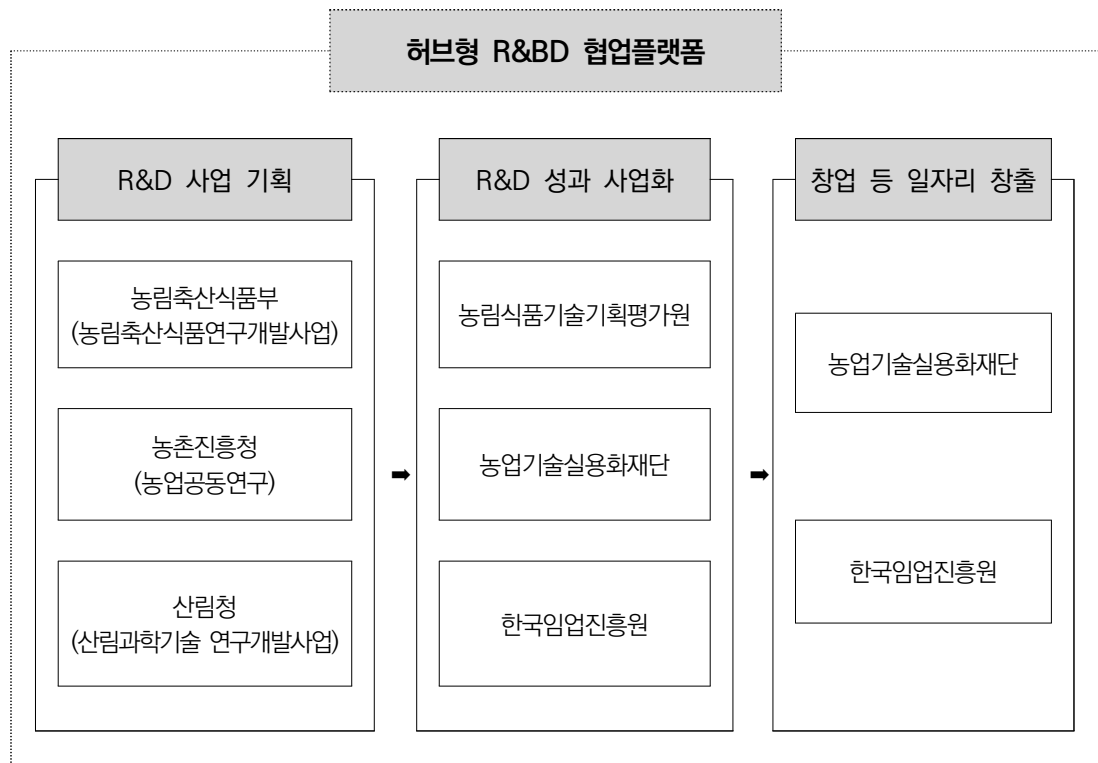 허브형 R&BD 협업플랫폼
R&D 사업 기획
농림축산식품부
(농림축산식품연구개발사업)
농촌진흥청
(농업공동연구)
산림청
(산림과학기술 연구개발사업)
➡
R&D 성과 사업화
농림식품기술기획평가원
농업기술실용화재단
한국임업진흥원
➡
창업 등 일자리 창출
농업기술실용화재단
한국임업진흥원